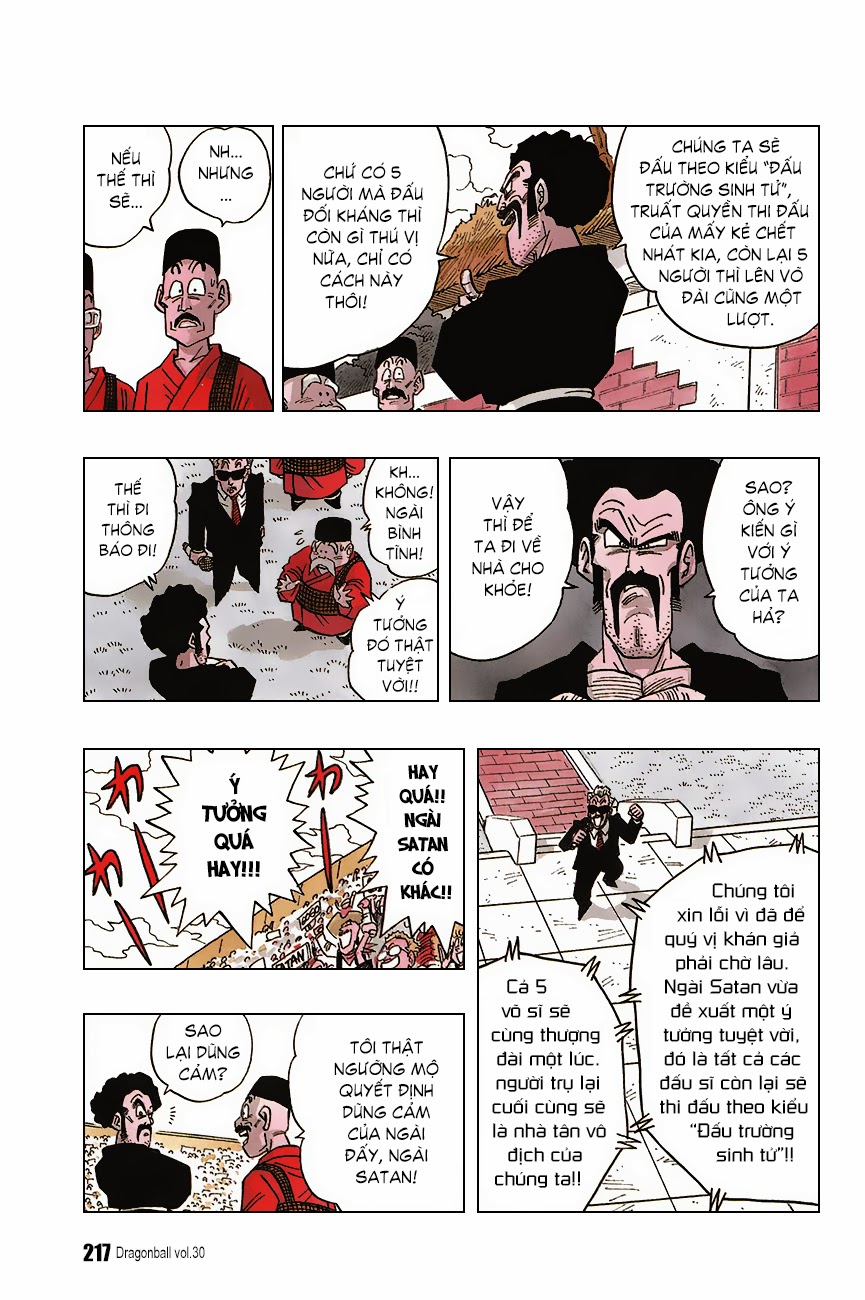 CHÚNG TA SẼ
ĐẤU THEO KIỂU "ĐẤU
TRƯỜNG SINH TỬ",
TRUẤT QUYỀN THI ĐẤU
CỦA MẤY KẺ CHẾT
NHÁT KIA, CÒN LẠI 5
NGƯỜI THÌ LÊN VÕ
ĐÀI CÙNG MỘT
LƯỢT.
CHỨ CÓ 5
NGƯỜI MÀ ĐẤU
ĐỐI KHÁNG THÌ
CÒN GÌ THÚ VỊ
NỮA, CHỈ CÓ
CÁCH NÀY
THÔI!
NH...
NHƯNG
...
NẾU
THẾ THÌ
SẼ...
SAO?
ÔNG Ý
KIẾN GÌ
VỚI Ý
TƯỞNG
CỦA TA
HẢ?
VẬY
THÌ ĐỂ
TA ĐI VỀ
NHÀ CHO
KHỎE!
KH...
KHÔNG!
NGÀI
BÌNH
TĨNH!
Ý
TƯỞNG
ĐÓ THẬT
TUYỆT
VỜI!!
THẾ
THÌ ĐI
THÔNG
BÁO ĐI!
Chúng tôi
xin lỗi vì đã để
quý vị khán giả
phải chờ lâu.
Ngài Satan vừa
đề xuất một ý
tưởng tuyệt vời,
đó là tất cả các
đấu sĩ còn lại sẽ
thi đấu theo kiểu
"Đấu trường
sinh tử"!!
Cả 5
võ sĩ sẽ
cùng thượng
đài một lúc.
người trụ lại
cuối cùng sẽ
là nhà tân vô
địch của
chúng ta!!
HAY
QUÁ!!
NGÀI
SATAN
CÓ
KHÁC!!
Ý
TƯỞNG
QUÁ
HAY!!!
わーー
わーー
SATAN
TÔI THẬT
NGƯỠNG MỘ
QUYẾT ĐỊNH
DŨNG CẢM
CỦA NGÀI
ĐẤY, NGÀI
SATAN!
SAO
LẠI DŨNG
CẢM?
217 Dragonball vol.30